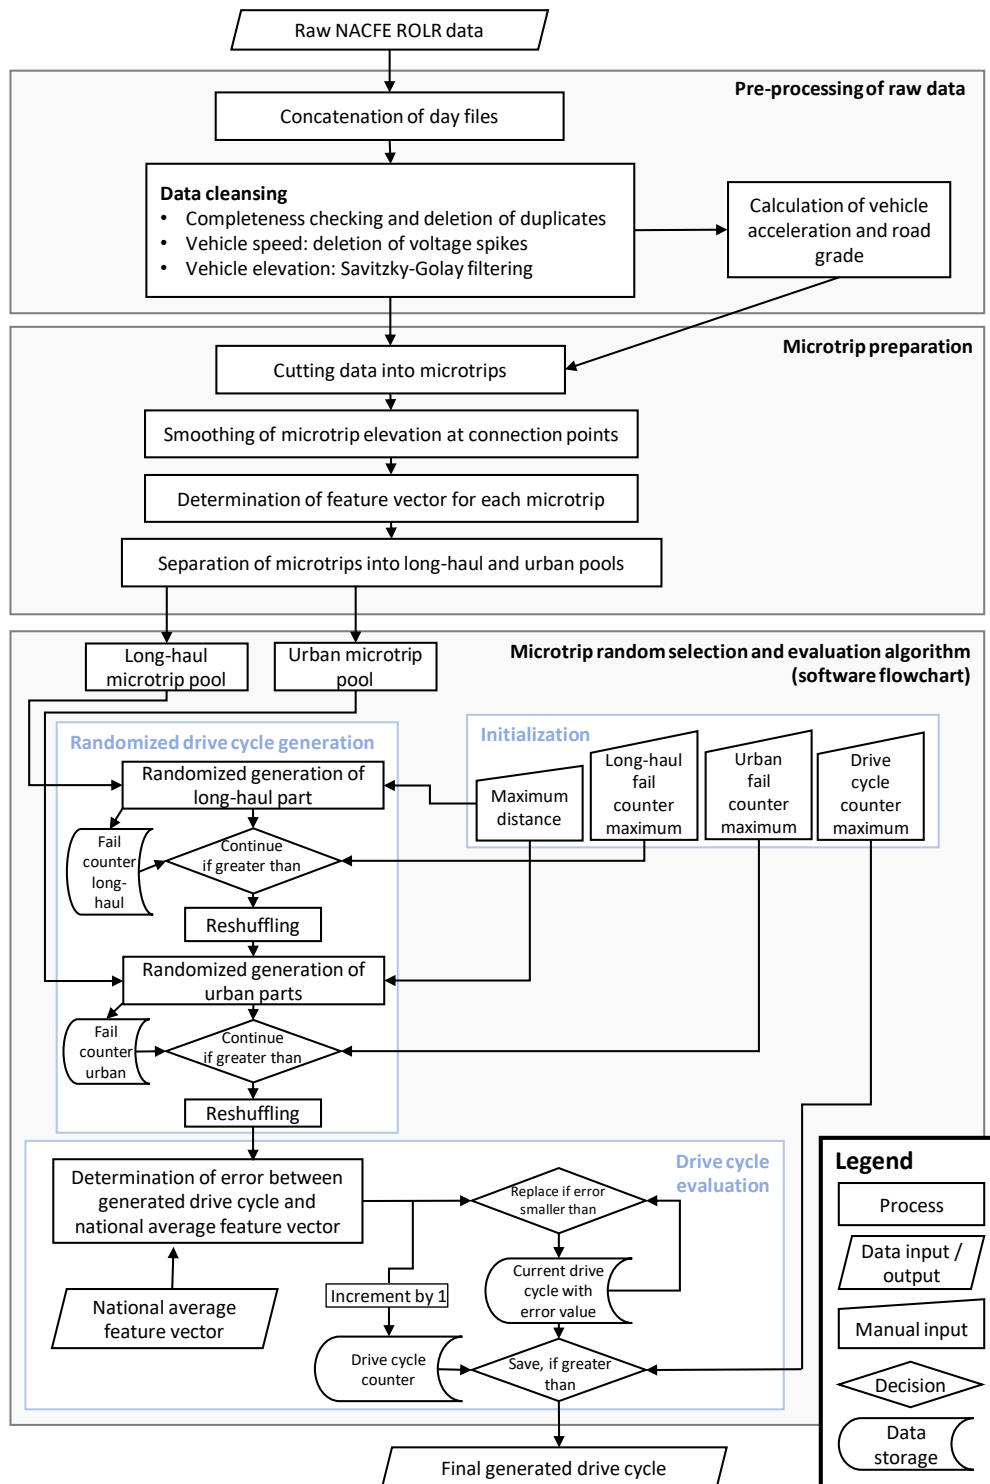 Raw NACFE ROLR data
Pre-processing of raw data
Concatenation of day files
Data cleansing
• Completeness checking and deletion of duplicates
• Vehicle speed: deletion of voltage spikes
• Vehicle elevation: Savitzky-Golay filtering
Calculation of vehicle
acceleration and road
grade
Microtrip preparation
Cutting data into microtrips
Smoothing of microtrip elevation at connection points
Determination of feature vector for each microtrip
Separation of microtrips into long-haul and urban pools
Long-haul
microtrip pool
Urban microtrip
pool
Microtrip random selection and evaluation algorithm
(software flowchart)
Randomized drive cycle generation
Initialization
Randomized generation of
long-haul part
Maximum
distance
Long-haul
fail
counter
maximum
Urban
fail
counter
maximum
Drive
cycle
counter
maximum
Fail
counter
long-
haul
Continue
if greater than
Reshuffling
Randomized generation of
urban parts
Fail
counter
urban
Continue
if greater than
Reshuffling
Drive cycle
evaluation
Determination of error between
generated drive cycle and
national average feature vector
Replace if error
smaller than
Increment by 1
Current drive
cycle with
error value
National average
feature vector
Drive cycle
counter
Save, if greater
than
Final generated drive cycle
Legend
Process
Data input /
output
Manual input
Decision
Data
storage